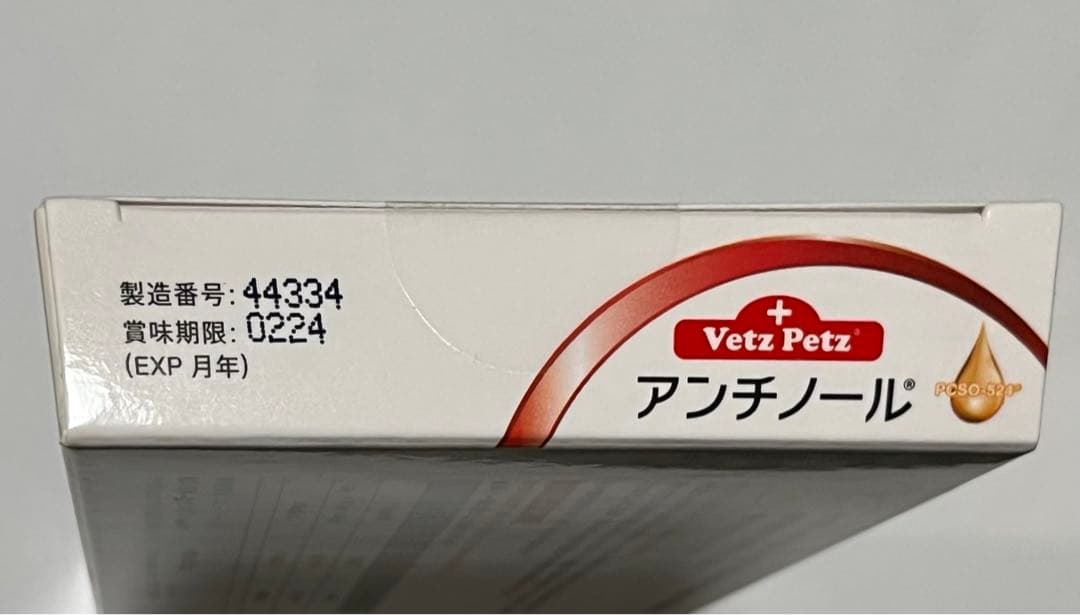 製造番号: 44334
賞味期限: 0224
(EXP 月年)
Vetz Petz
アンチノール®
PCSO-524®